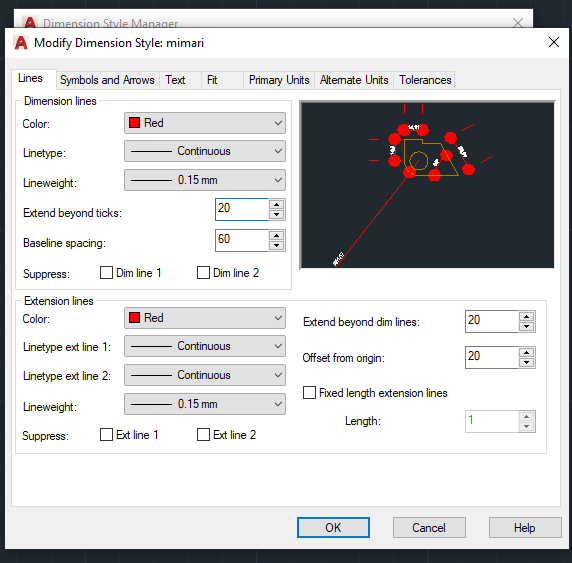 Dimension Style Manager
Modify Dimension Style: mimari
Lines Symbols and Arrows Text Fit Primary Units Alternate Units Tolerances
Dimension lines
Color: Red
Linetype: Continuous
Lineweight: 0.15 mm
Extend beyond ticks: 20
Baseline spacing: 60
Suppress: Dim line 1 Dim line 2
Extension lines
Color: Red
Linetype ext line 1: Continuous
Linetype ext line 2: Continuous
Lineweight: 0.15 mm
Suppress: Ext line 1 Ext line 2
Extend beyond dim lines: 20
Offset from origin: 20
Fixed length extension lines
Length: 1
OK Cancel Help